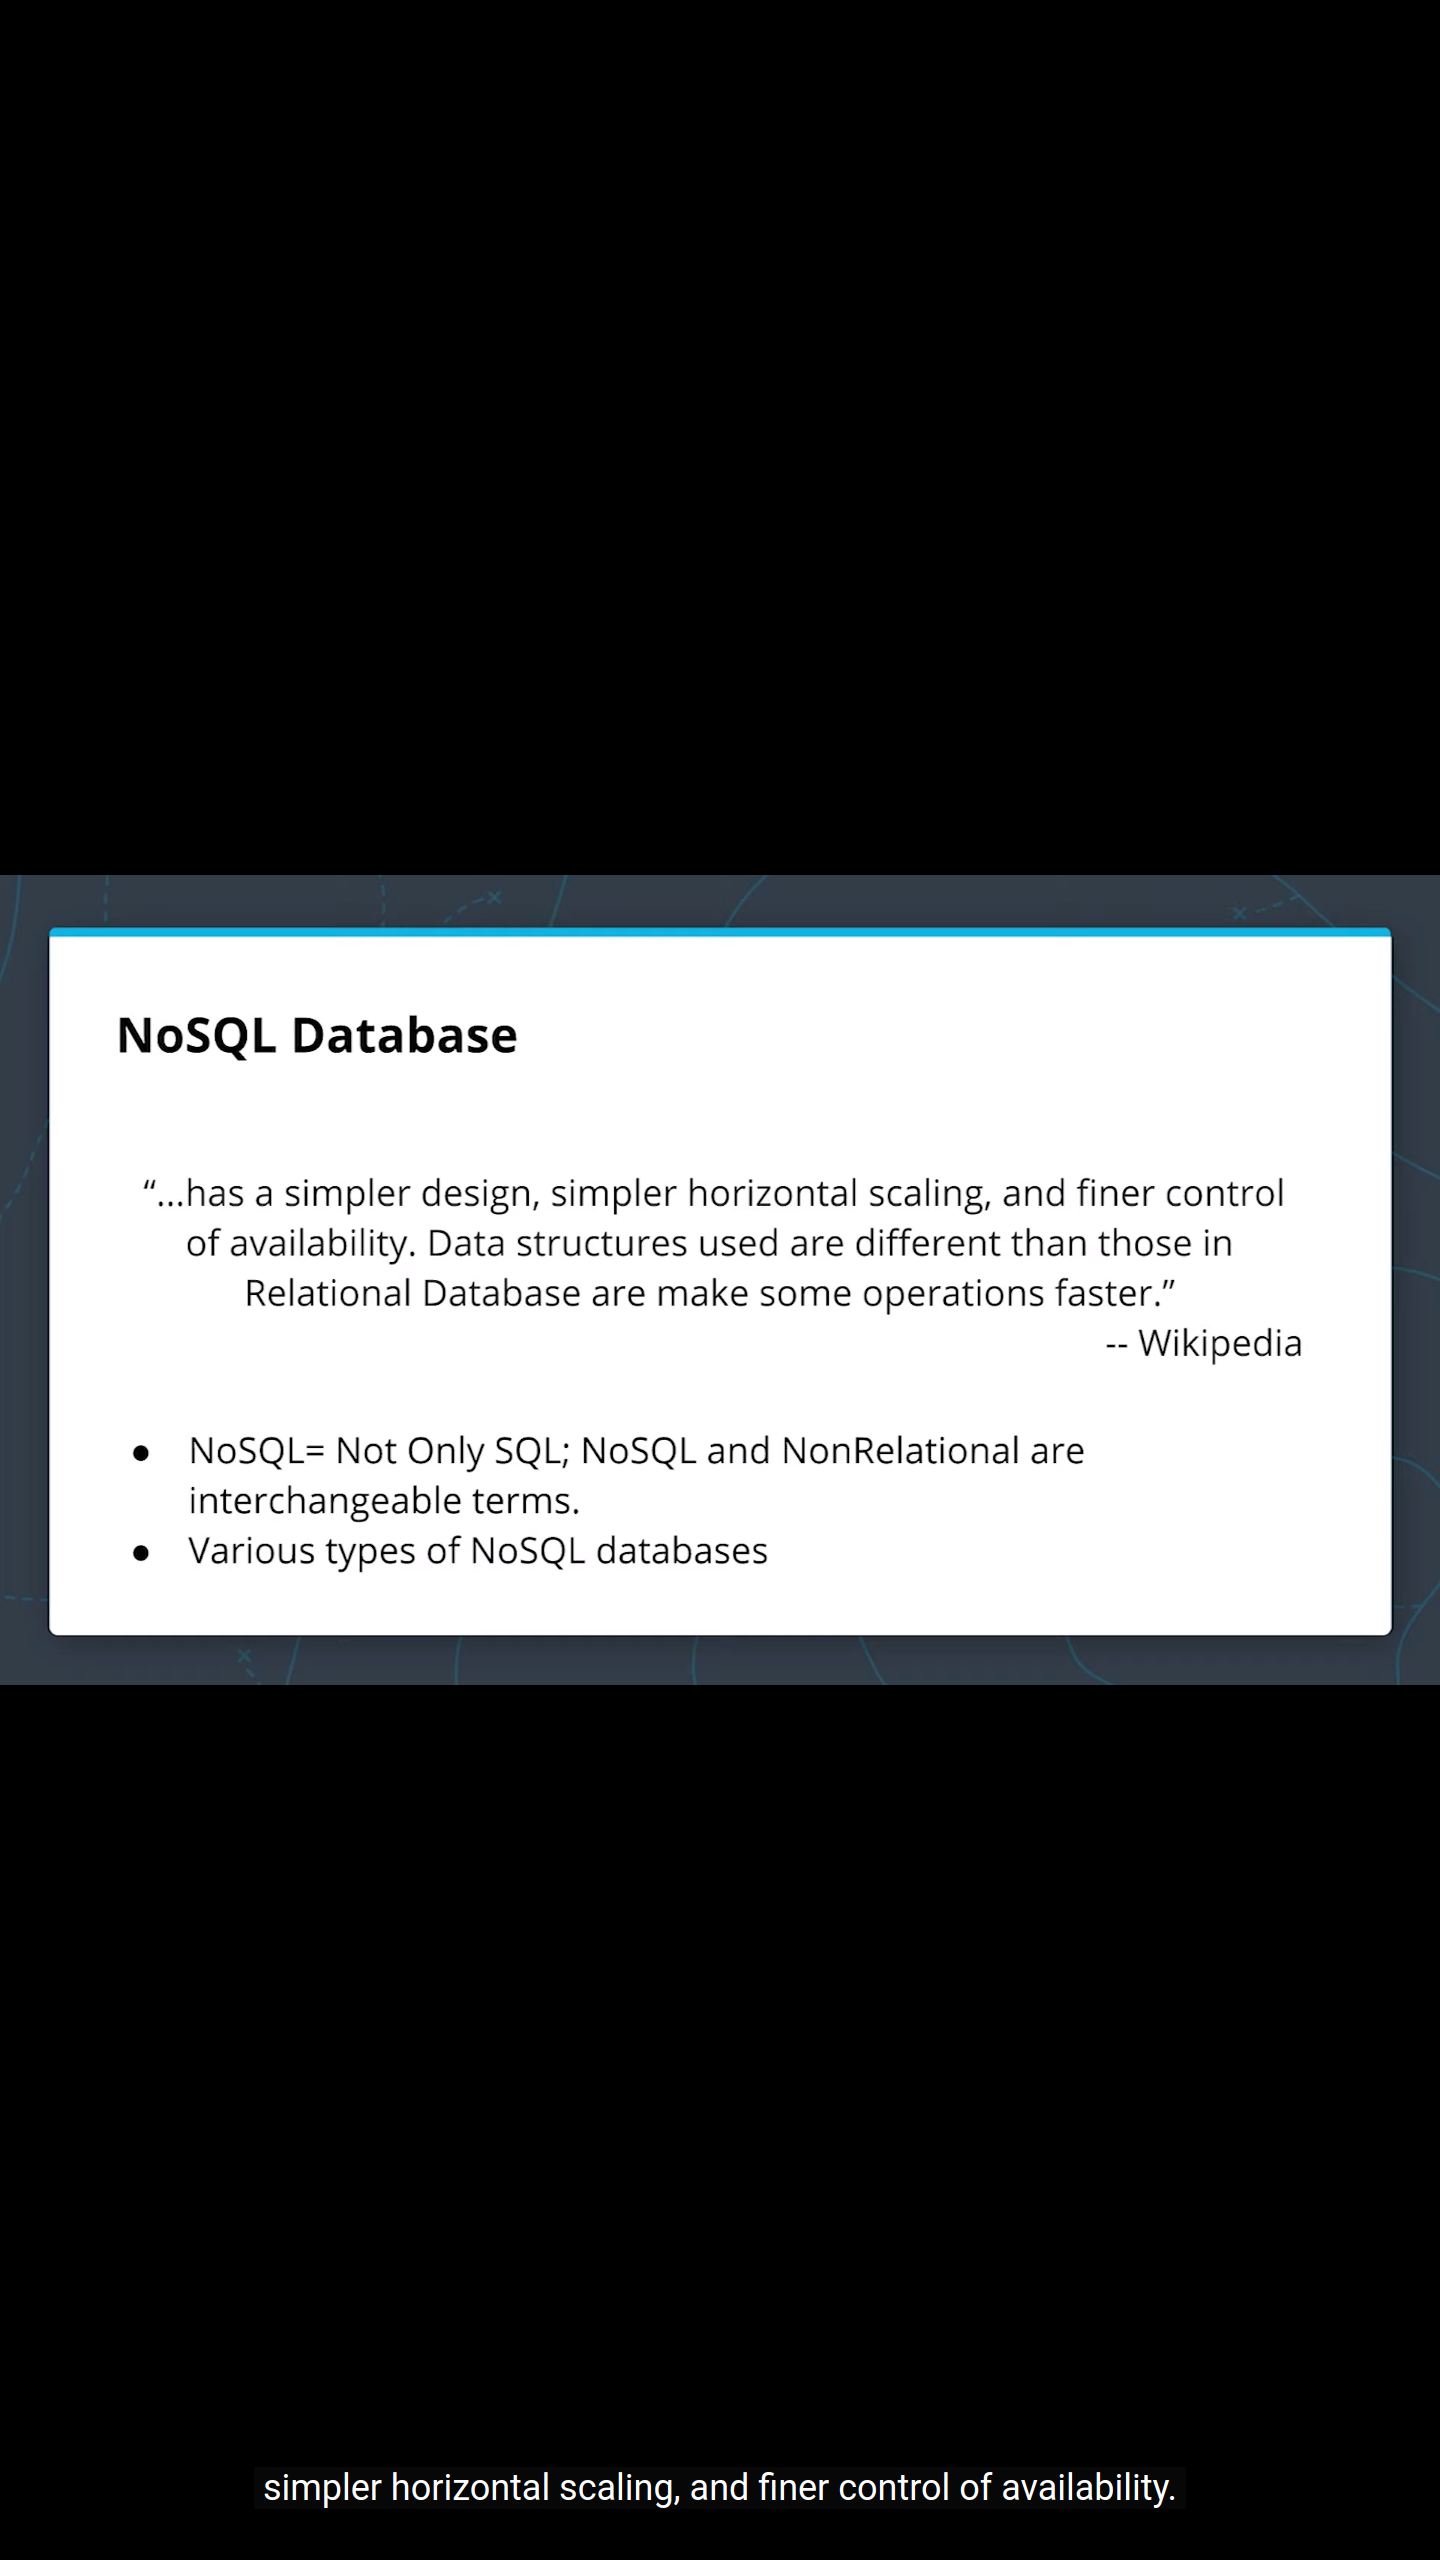 NoSQL Database
“...has a simpler design, simpler horizontal scaling, and finer control
of availability. Data structures used are different than those in
Relational Database are make some operations faster.”
-- Wikipedia
● NoSQL= Not Only SQL; NoSQL and NonRelational are
interchangeable terms.
● Various types of NoSQL databases
simpler horizontal scaling, and finer control of availability.